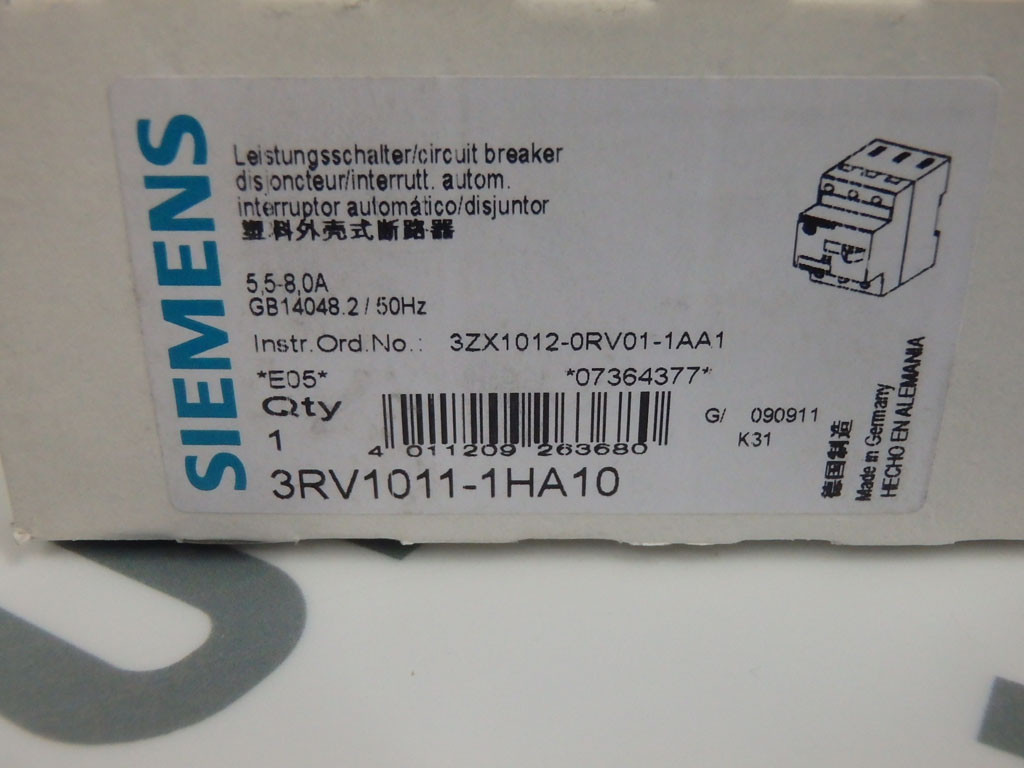 SIEMENS
Leistungsschalter/circuit breaker
disjoncteur/interrutt. autom.
interruptor automático/disjuntor
塑料外壳式断路器
5,5-8,0A
GB14048.2 / 50Hz
Instr.Ord.No.: 3ZX1012-0RV01-1AA1
*E05* *07364377*
Qty
1
4 011209 263680
G/ 090911
K31
3RV1011-1HA10
德国制造
Made in Germany
HECHO EN ALEMANIA